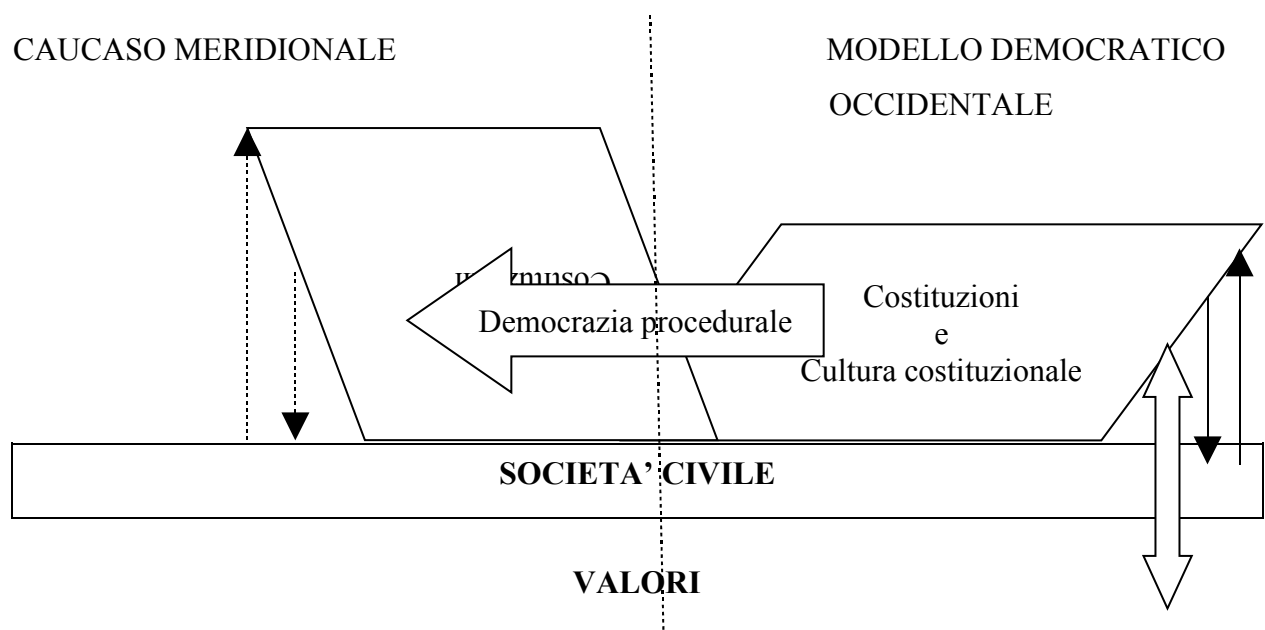 CAUCASO MERIDIONALE
MODELLO DEMOCRATICO
OCCIDENTALE
Democrazia procedurale
Costituzioni
e
Cultura costituzionale
SOCIETA’ CIVILE
VALORI